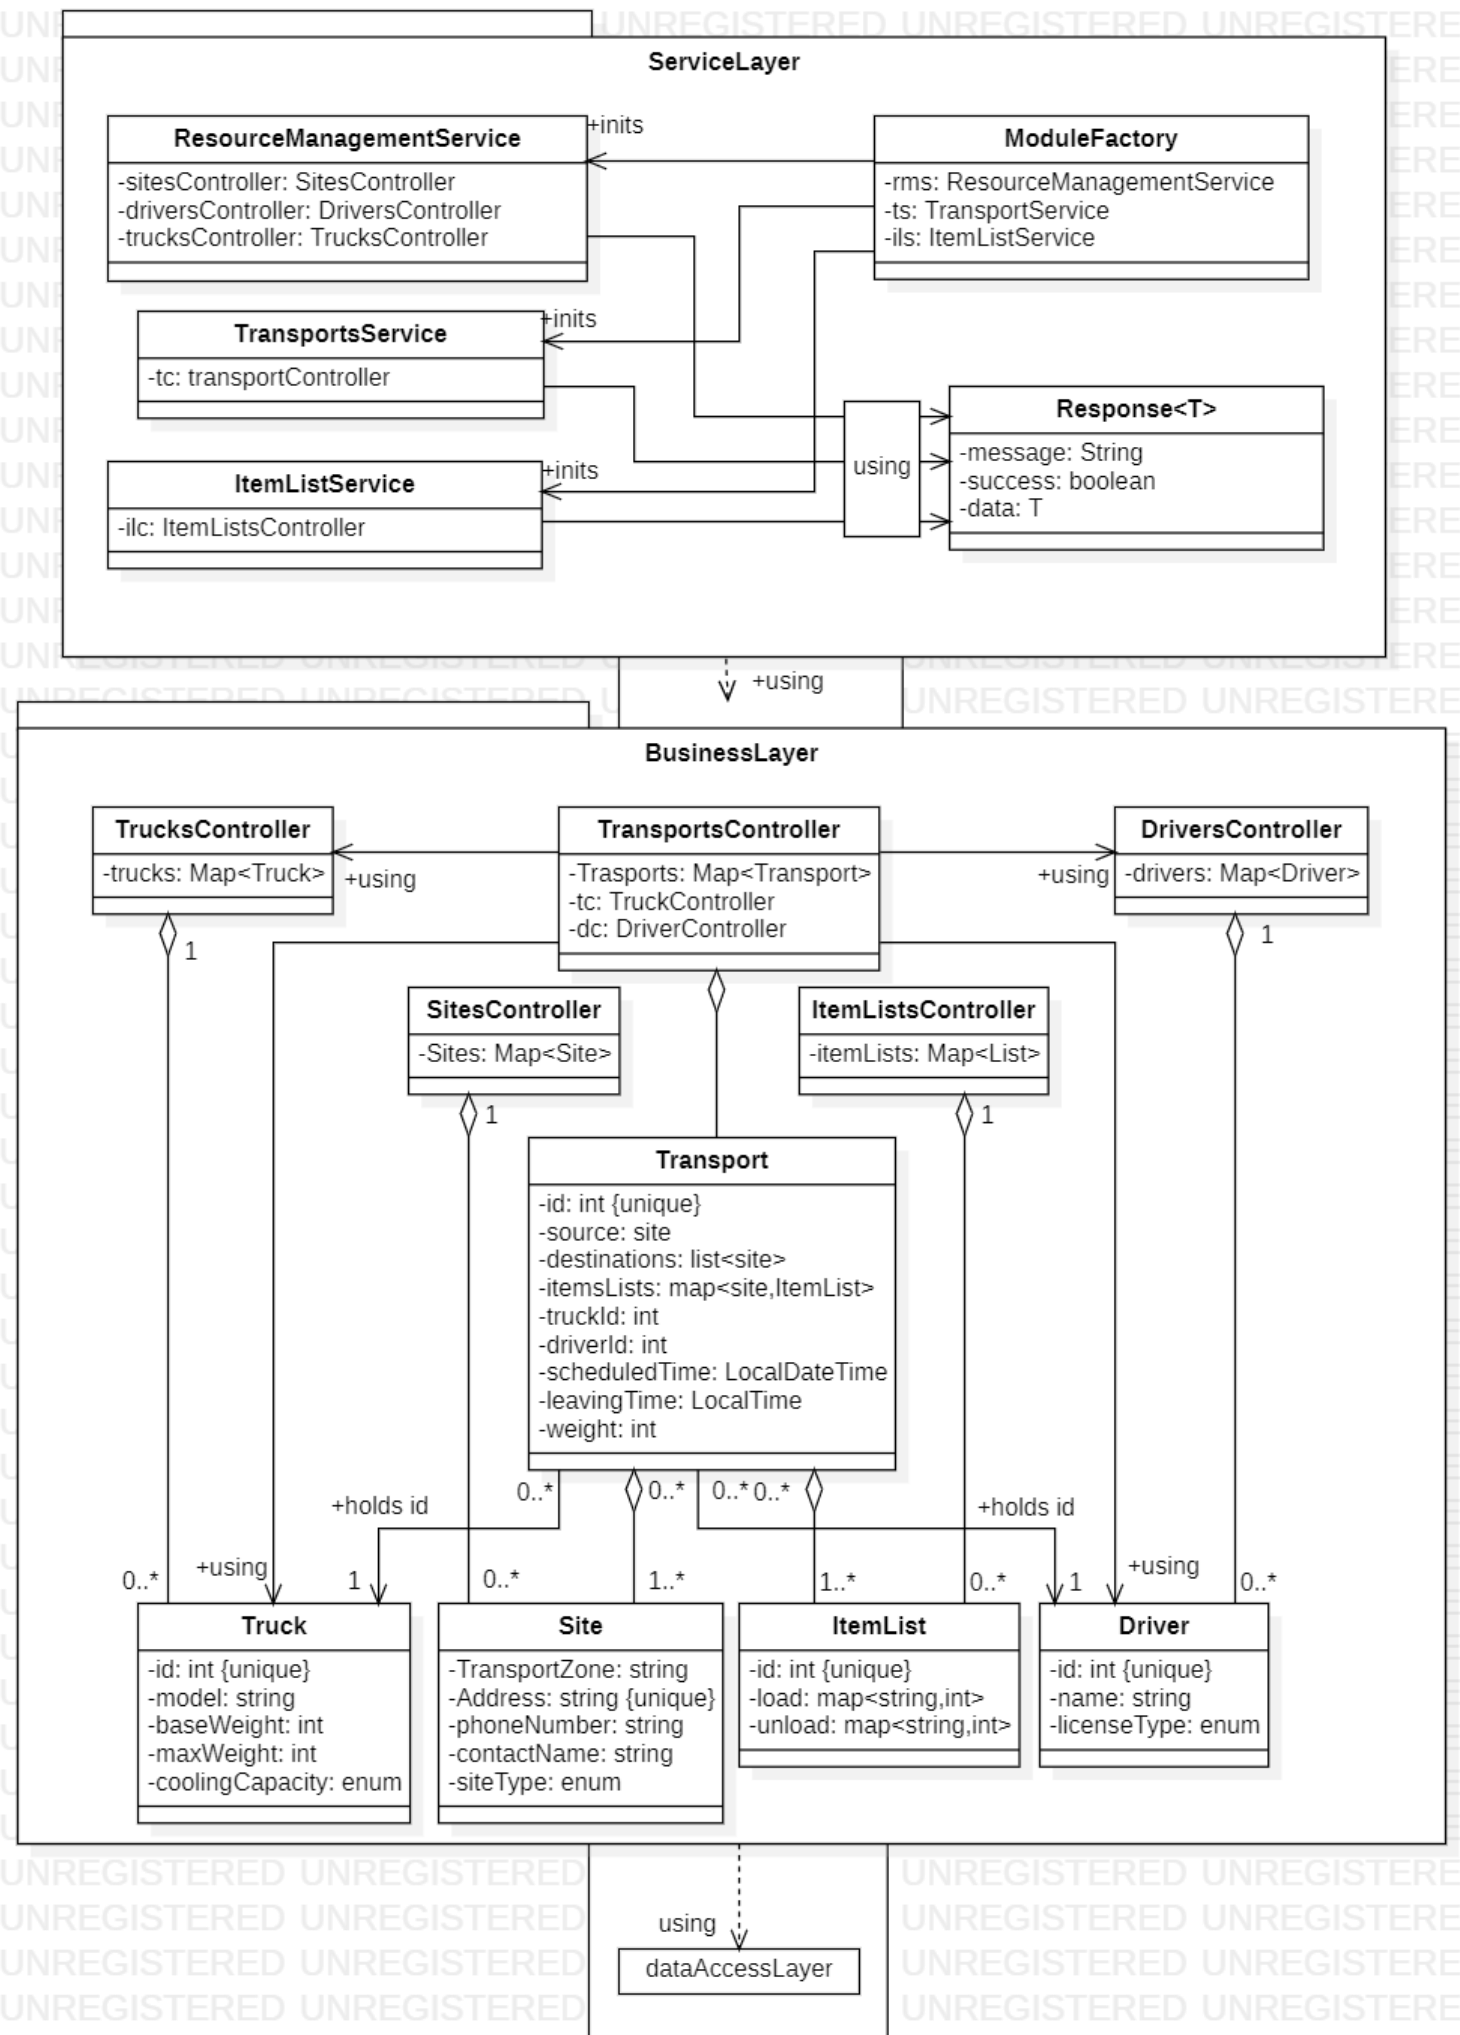 ServiceLayer
ResourceManagementService
-sitesController: SitesController
-driversController: DriversController
-trucksController: TrucksController
+inits
ModuleFactory
-rms: ResourceManagementService
-ts: TransportService
-ils: ItemListService
TransportsService
-tc: transportController
+inits
ItemListService
-ilc: ItemListsController
+inits
using
Response<T>
-message: String
-success: boolean
-data: T
+using
BusinessLayer
TrucksController
-trucks: Map<Truck>
+using
TransportsController
-Trasports: Map<Transport>
-tc: TruckController
-dc: DriverController
+using
DriversController
-drivers: Map<Driver>
1
1
SitesController
-Sites: Map<Site>
1
ItemListsController
-itemLists: Map<List>
1
Transport
-id: int {unique}
-source: site
-destinations: list<site>
-itemsLists: map<site,ItemList>
-truckId: int
-driverId: int
-scheduledTime: LocalDateTime
-leavingTime: LocalTime
-weight: int
0..*
0..*
0..*
0..*
+holds id
+holds id
0..*
+using
1
0..*
1..*
1..*
0..*
1
+using
0..*
Truck
-id: int {unique}
-model: string
-baseWeight: int
-maxWeight: int
-coolingCapacity: enum
Site
-TransportZone: string
-Address: string {unique}
-phoneNumber: string
-contactName: string
-siteType: enum
ItemList
-id: int {unique}
-load: map<string,int>
-unload: map<string,int>
Driver
-id: int {unique}
-name: string
-licenseType: enum
using
dataAccessLayer
UNREGISTERED UNREGISTERED